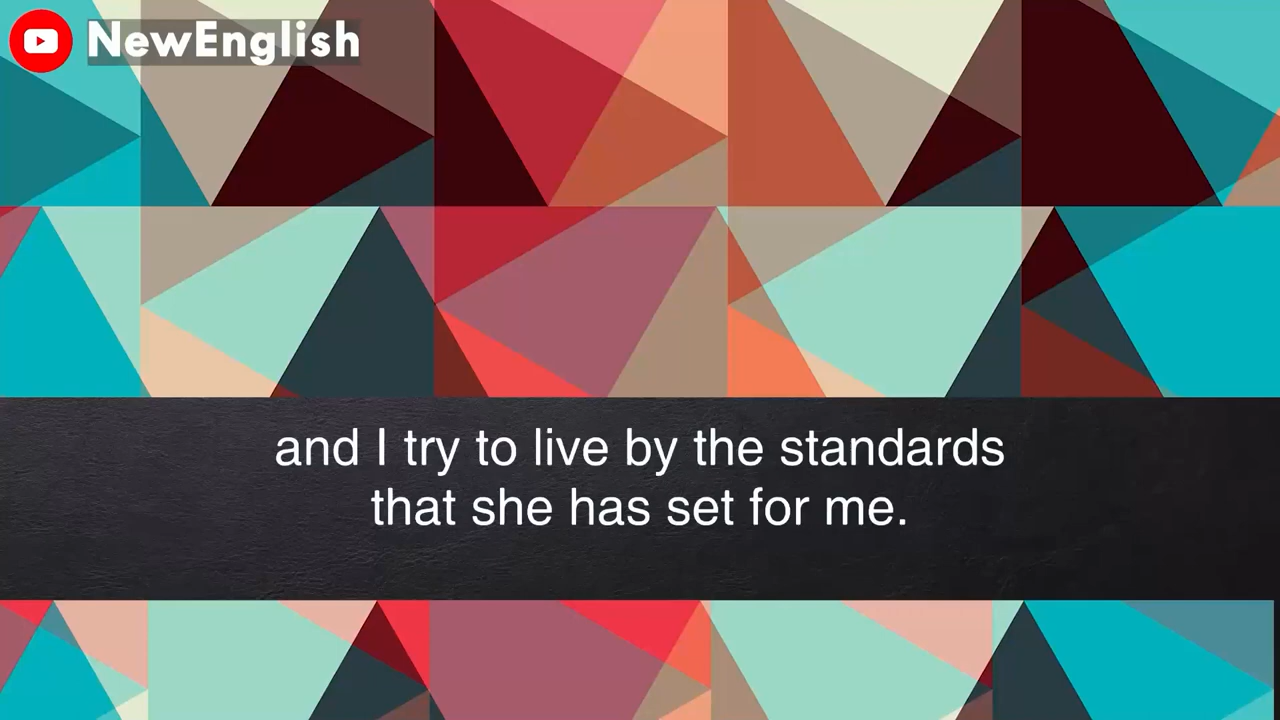 NewEnglish
and I try to live by the standards
that she has set for me.